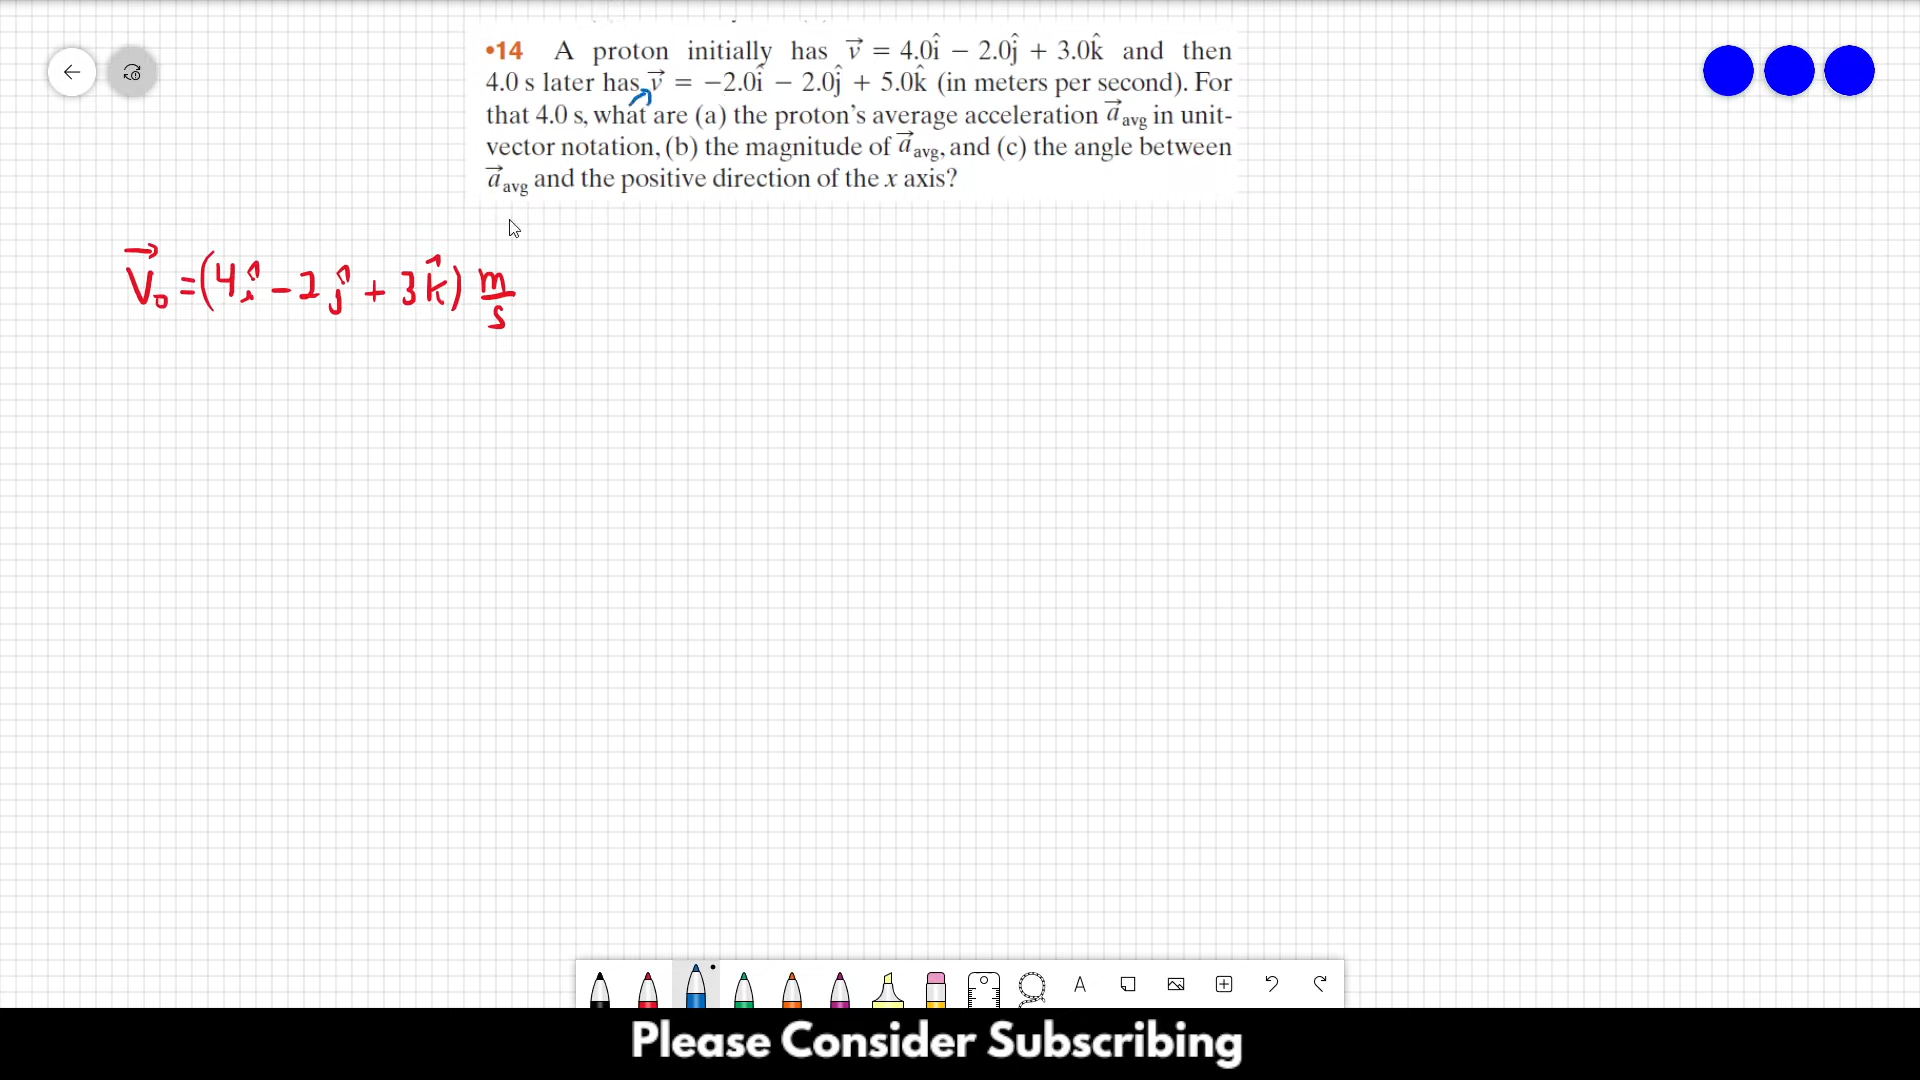 •14 A proton initially has v⃗ = 4.0î − 2.0ĵ + 3.0k̂ and then
4.0 s later has v⃗ = −2.0î − 2.0ĵ + 5.0k̂ (in meters per second). For
that 4.0 s, what are (a) the proton's average acceleration a⃗avg in unit-
vector notation, (b) the magnitude of a⃗avg, and (c) the angle between
a⃗avg and the positive direction of the x axis?
V⃗₀ = (4î − 2ĵ + 3k̂) m/s
A
Please Consider Subscribing